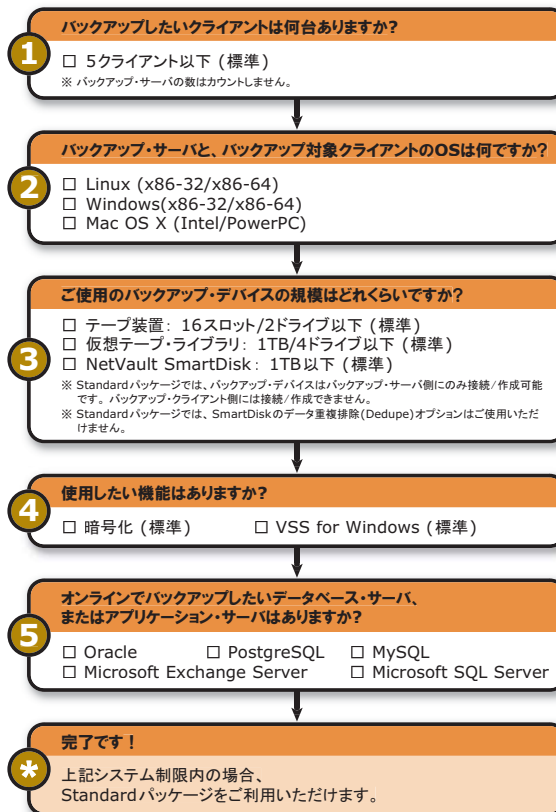 バックアップしたいクライアントは何台ありますか?
1
□ 5クライアント以下 (標準)
※ バックアップ・サーバの数はカウントしません。
バックアップ・サーバと、バックアップ対象クライアントのOSは何ですか?
2
□ Linux (x86-32/x86-64)
□ Windows(x86-32/x86-64)
□ Mac OS X (Intel/PowerPC)
ご使用のバックアップ・デバイスの規模はどれくらいですか?
3
□ テープ装置: 16スロット/2ドライブ以下 (標準)
□ 仮想テープ・ライブラリ: 1TB/4ドライブ以下 (標準)
□ NetVault SmartDisk: 1TB以下 (標準)
※ Standardパッケージでは、バックアップ・デバイスはバックアップ・サーバ側にのみ接続/作成可能
です。バックアップ・クライアント側には接続/作成できません。
※ Standardパッケージでは、SmartDiskのデータ重複排除(Dedupe)オプションはご使用いただ
けません。
使用したい機能はありますか?
4
□ 暗号化 (標準) □ VSS for Windows (標準)
オンラインでバックアップしたいデータベース・サーバ、
またはアプリケーション・サーバはありますか?
5
□ Oracle □ PostgreSQL □ MySQL
□ Microsoft Exchange Server □ Microsoft SQL Server
完了です!
*
上記システム制限内の場合、
Standardパッケージをご利用いただけます。